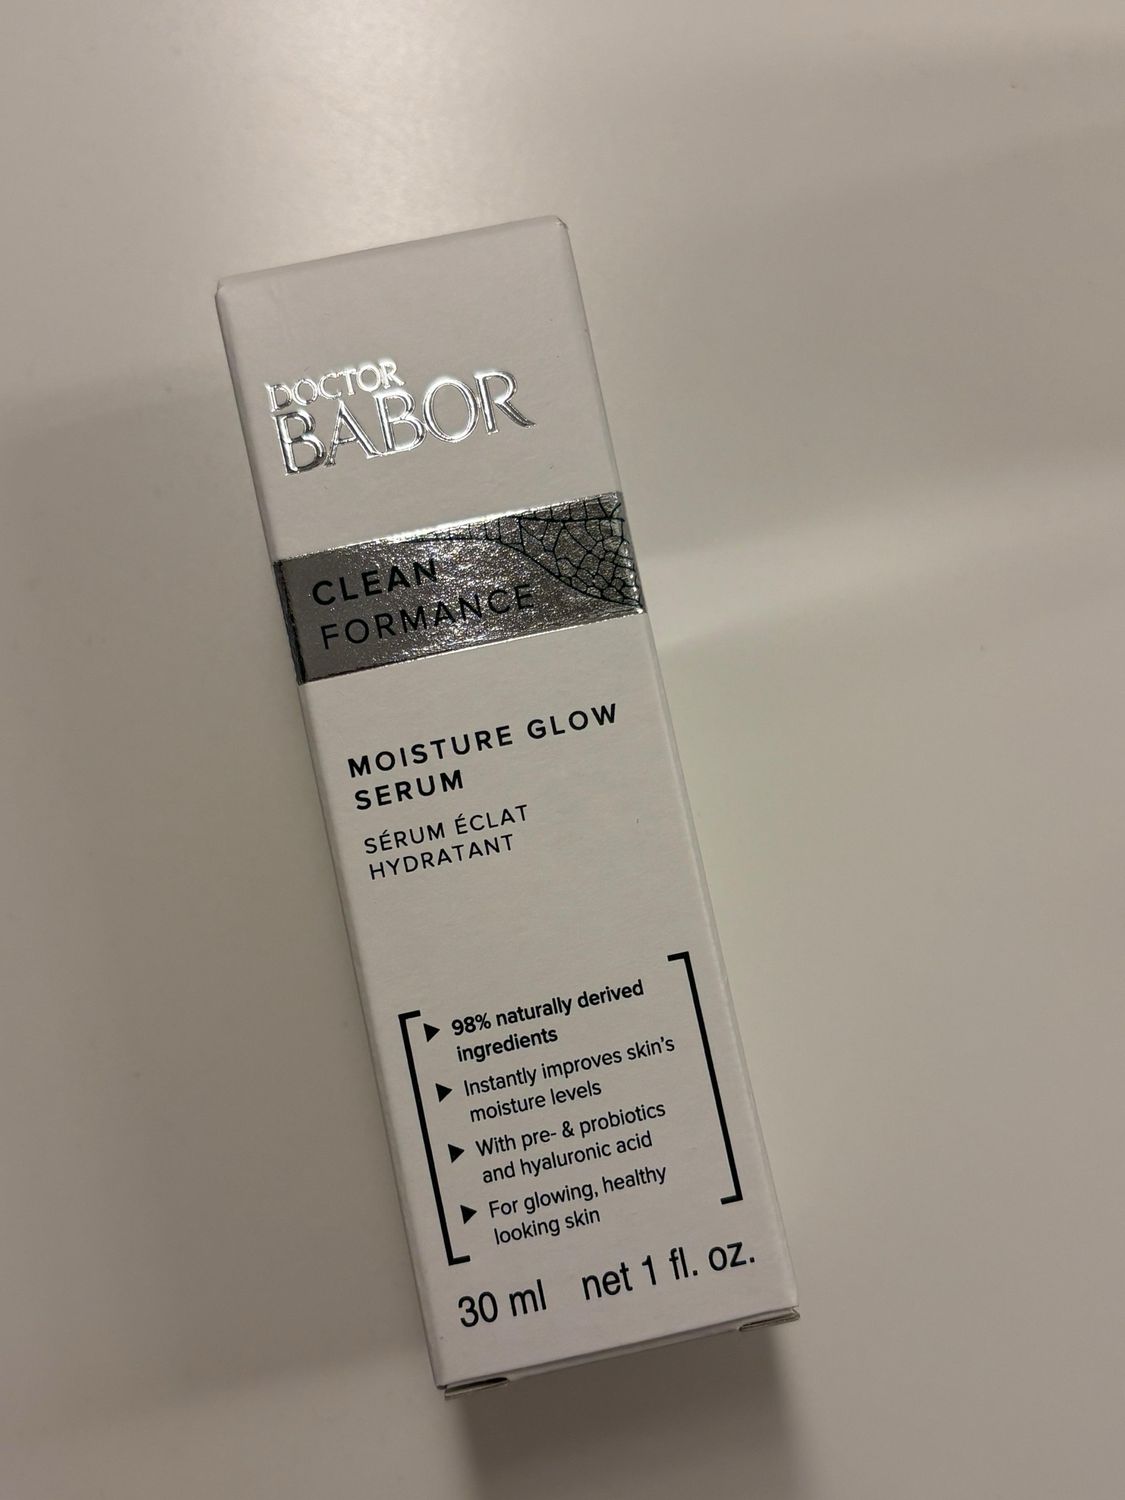 DOCTOR
BABOR
CLEAN
FORMANCE
MOISTURE GLOW
SERUM
SÉRUM ÉCLAT
HYDRATANT
98% naturally derived
ingredients
Instantly improves skin's
moisture levels
With pre- & probiotics
and hyaluronic acid
For glowing, healthy
looking skin
30 ml net 1 fl. oz.